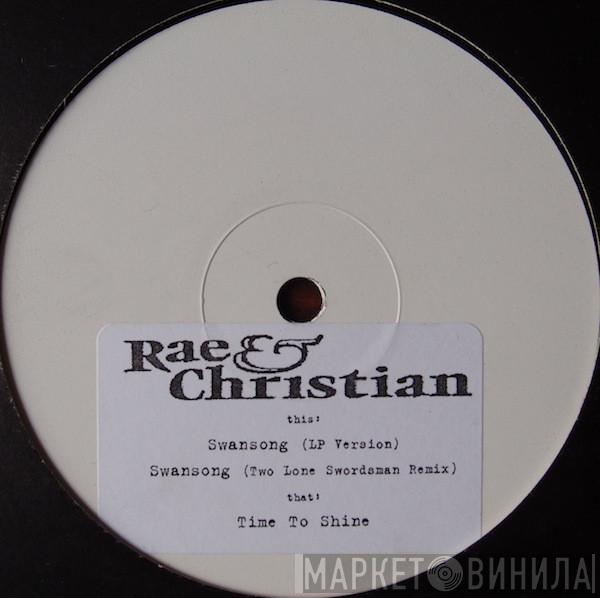 Rae &
Christian
this:
Swansong (LP Version)
Swansong (Two Lone Swordsman Remix)
that:
Time To Shine
МАРКЕТ ВИНИЛА